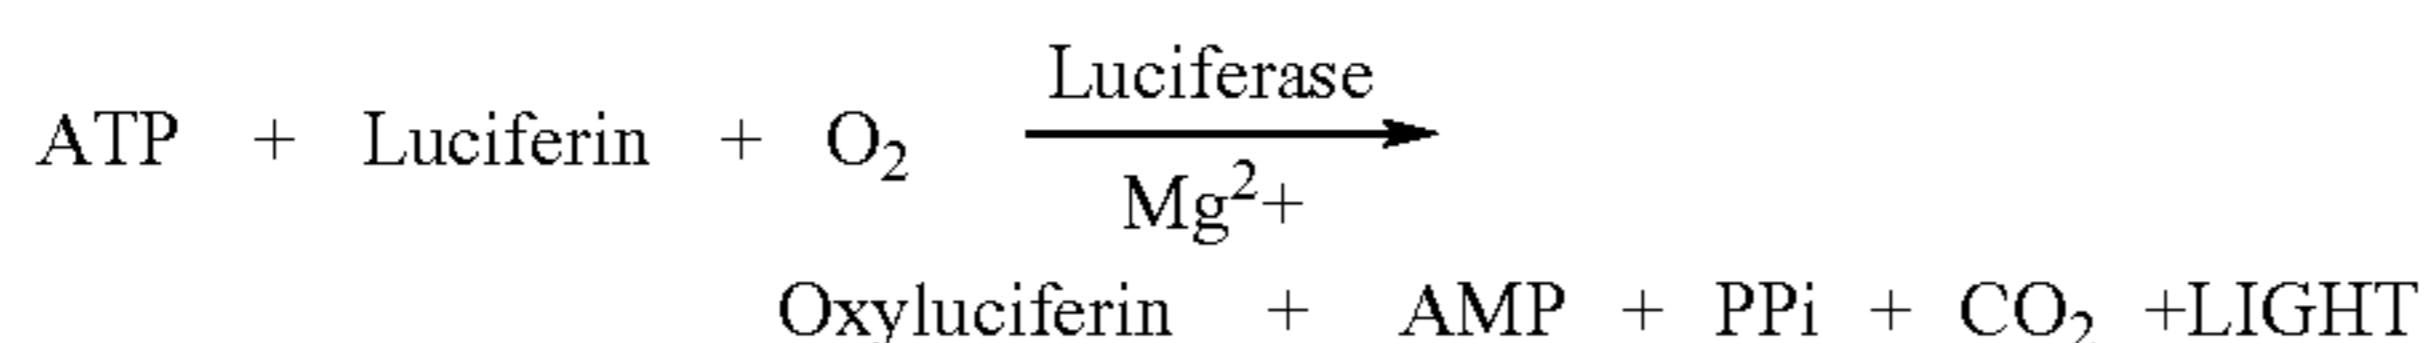 Luciferase
ATP + Luciferin + O₂
Mg²+
Oxyluciferin + AMP + PPi + CO₂ +LIGHT